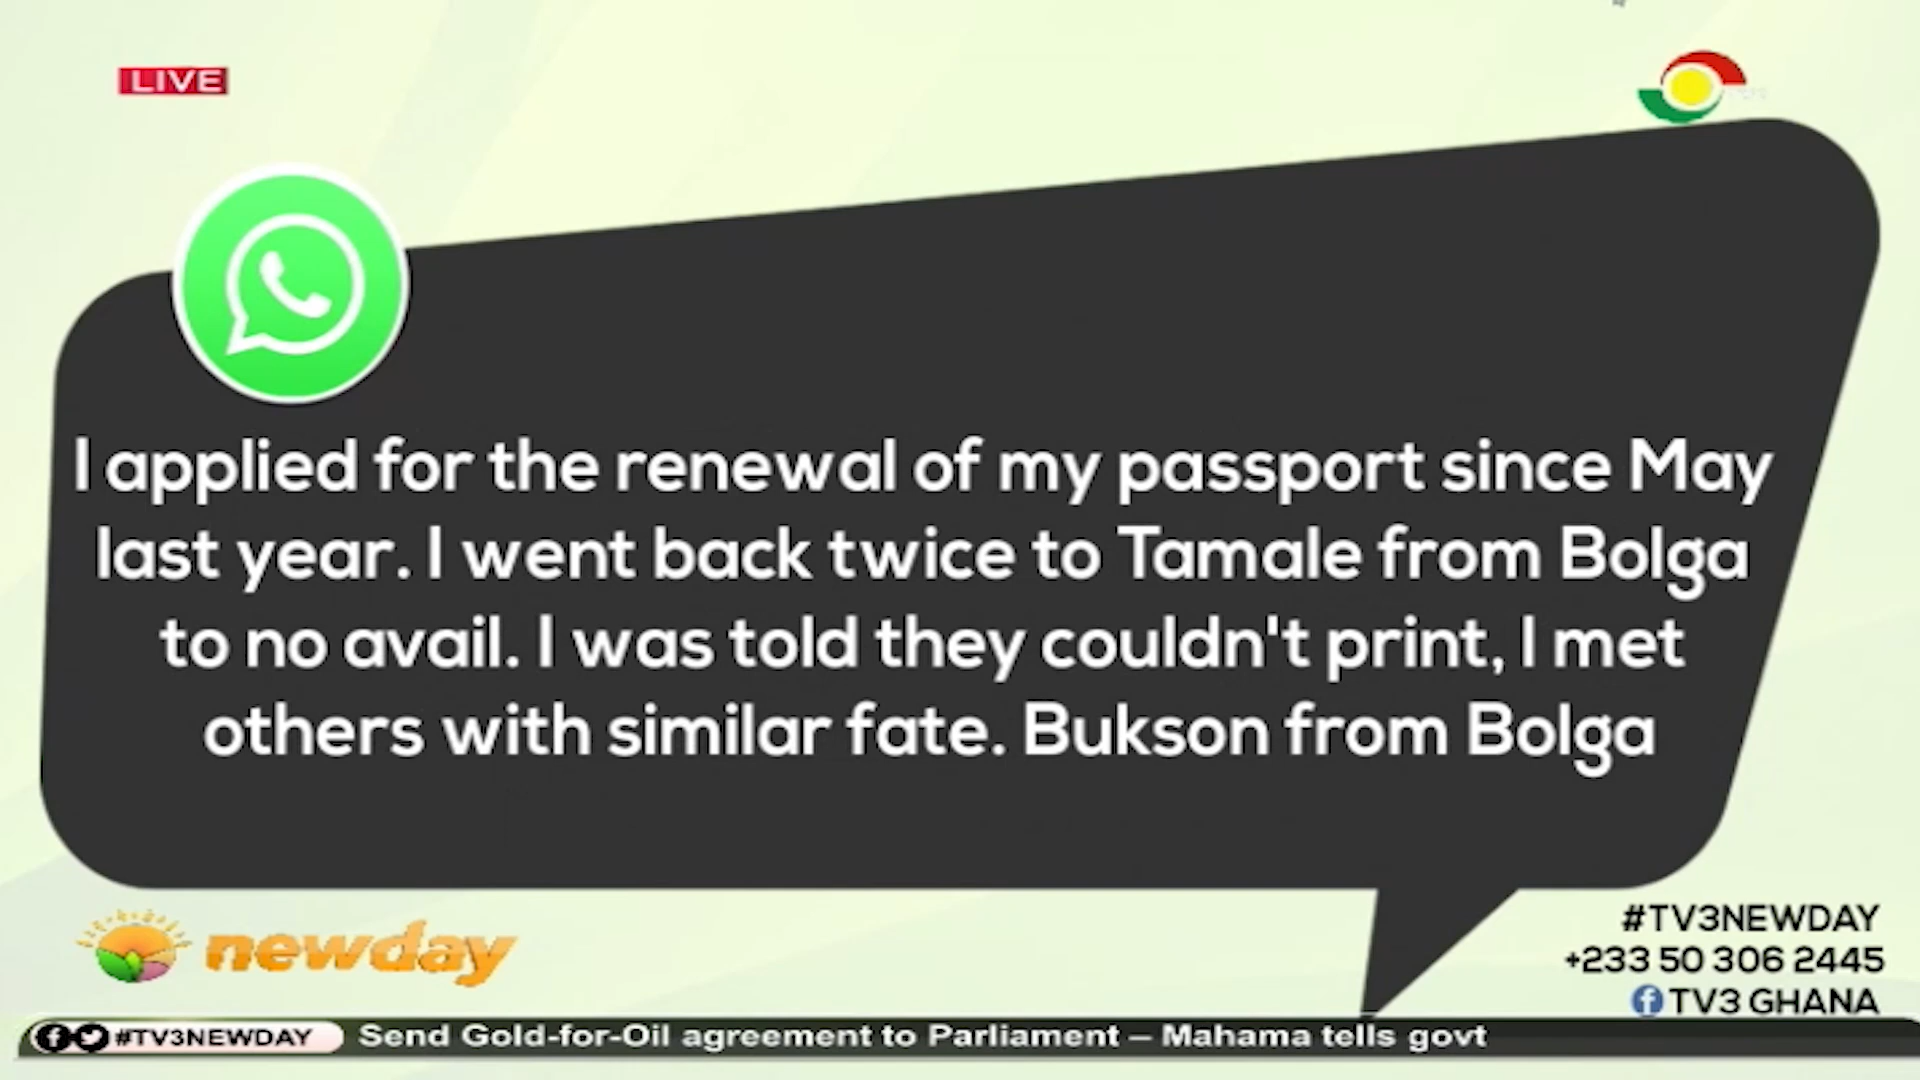 LIVE
I applied for the renewal of my passport since May
last year. I went back twice to Tamale from Bolga
to no avail. I was told they couldn't print, I met
others with similar fate. Bukson from Bolga
newday
#TV3NEWDAY
+233 50 306 2445
TV3 GHANA
#TV3NEWDAY Send Gold-for-Oil agreement to Parliament – Mahama tells govt